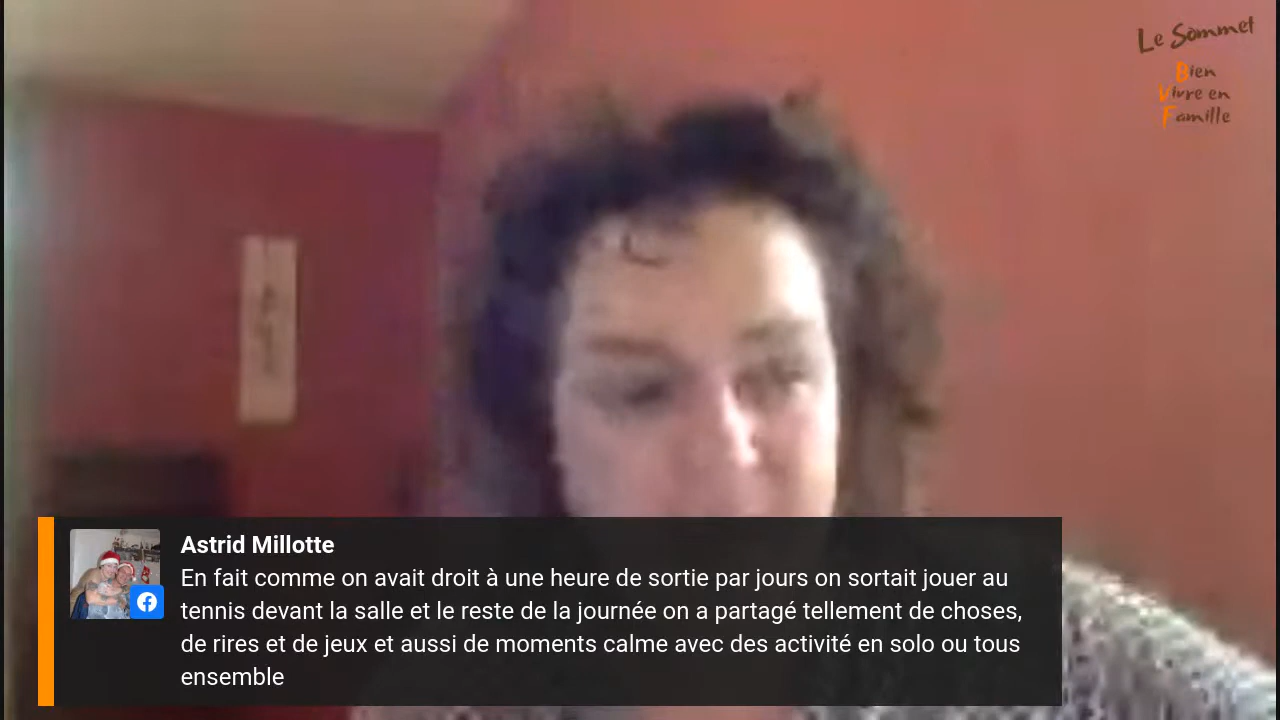 Le Sommet
Bien
Vivre en
Famille
Astrid Millotte
En fait comme on avait droit à une heure de sortie par jours on sortait jouer au
tennis devant la salle et le reste de la journée on a partagé tellement de choses,
de rires et de jeux et aussi de moments calme avec des activité en solo ou tous
ensemble